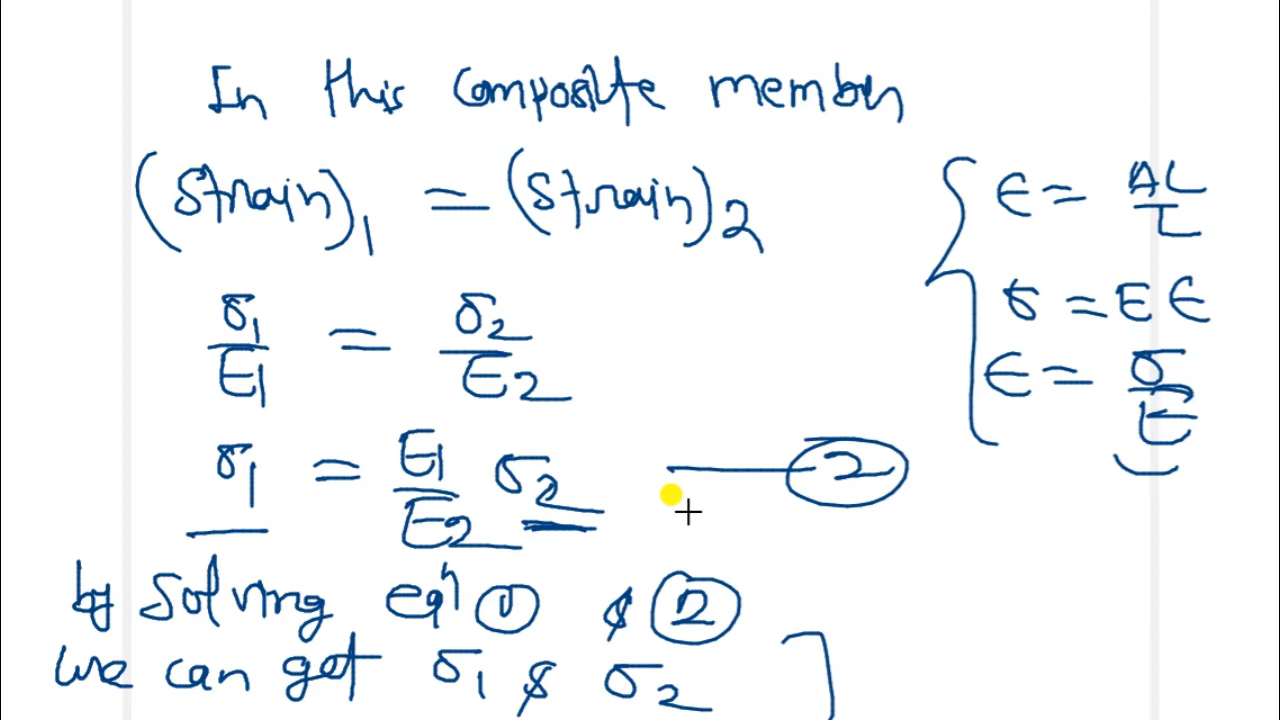 In this composite member
(Strain)₁ = (Strain)₂
σ₁/E₁ = σ₂/E₂
σ₁ = E₁/E₂ σ₂ —— ②
by solving eqⁿ ① & ②
we can get σ₁ & σ₂ ]
{ ϵ = ΔL/L
σ = E ϵ
ϵ = σ/E